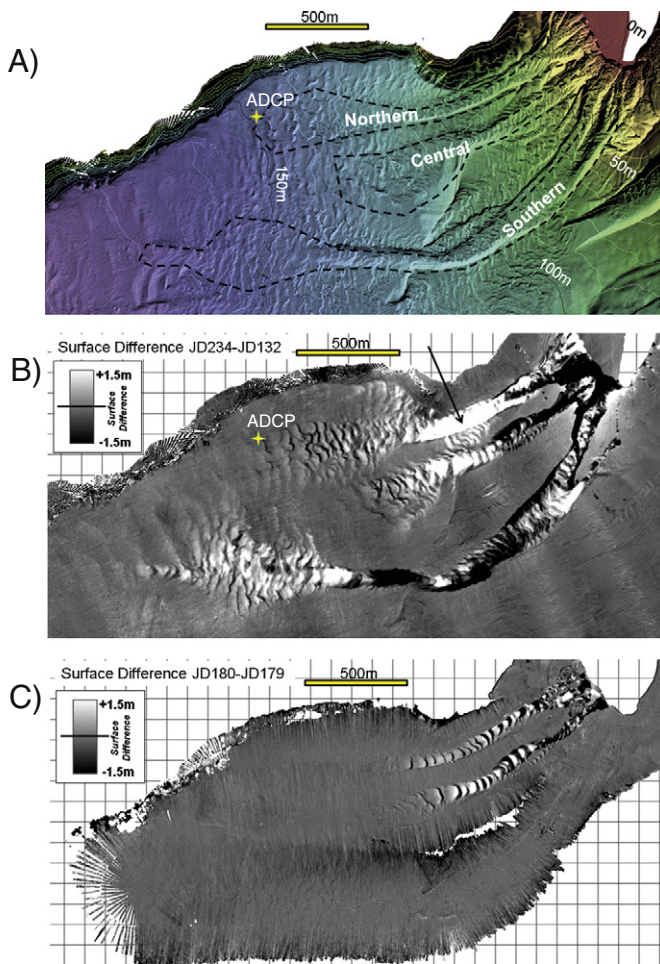 500m
A)
0m
ADCP
Northern
Central
150m
50m
Southern
100m
B)
Surface Difference JD234-JD132
500m
+1.5m
Surface
Difference
-1.5m
ADCP
C)
Surface Difference JD180-JD179
500m
+1.5m
Surface
Difference
-1.5m